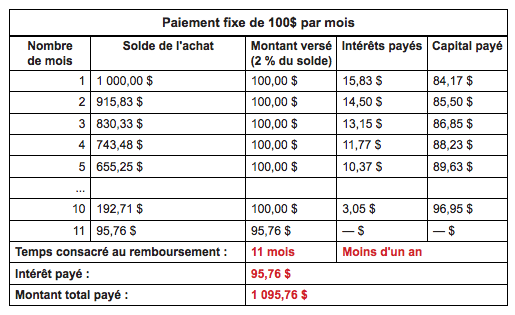 Paiement fixe de 100$ par mois
Nombre de mois Solde de l'achat Montant versé (2 % du solde) Intérêts payés Capital payé
1 1 000,00 $ 100,00 $ 15,83 $ 84,17 $
2 915,83 $ 100,00 $ 14,50 $ 85,50 $
3 830,33 $ 100,00 $ 13,15 $ 86,85 $
4 743,48 $ 100,00 $ 11,77 $ 88,23 $
5 655,25 $ 100,00 $ 10,37 $ 89,63 $
...
10 192,71 $ 100,00 $ 3,05 $ 96,95 $
11 95,76 $ 95,76 $ — $ — $
Temps consacré au remboursement : 11 mois Moins d'un an
Intérêt payé : 95,76 $
Montant total payé : 1 095,76 $